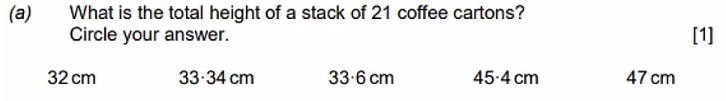 (a) What is the total height of a stack of 21 coffee cartons?
Circle your answer. [1]
32 cm 33·34 cm 33·6 cm 45·4 cm 47 cm